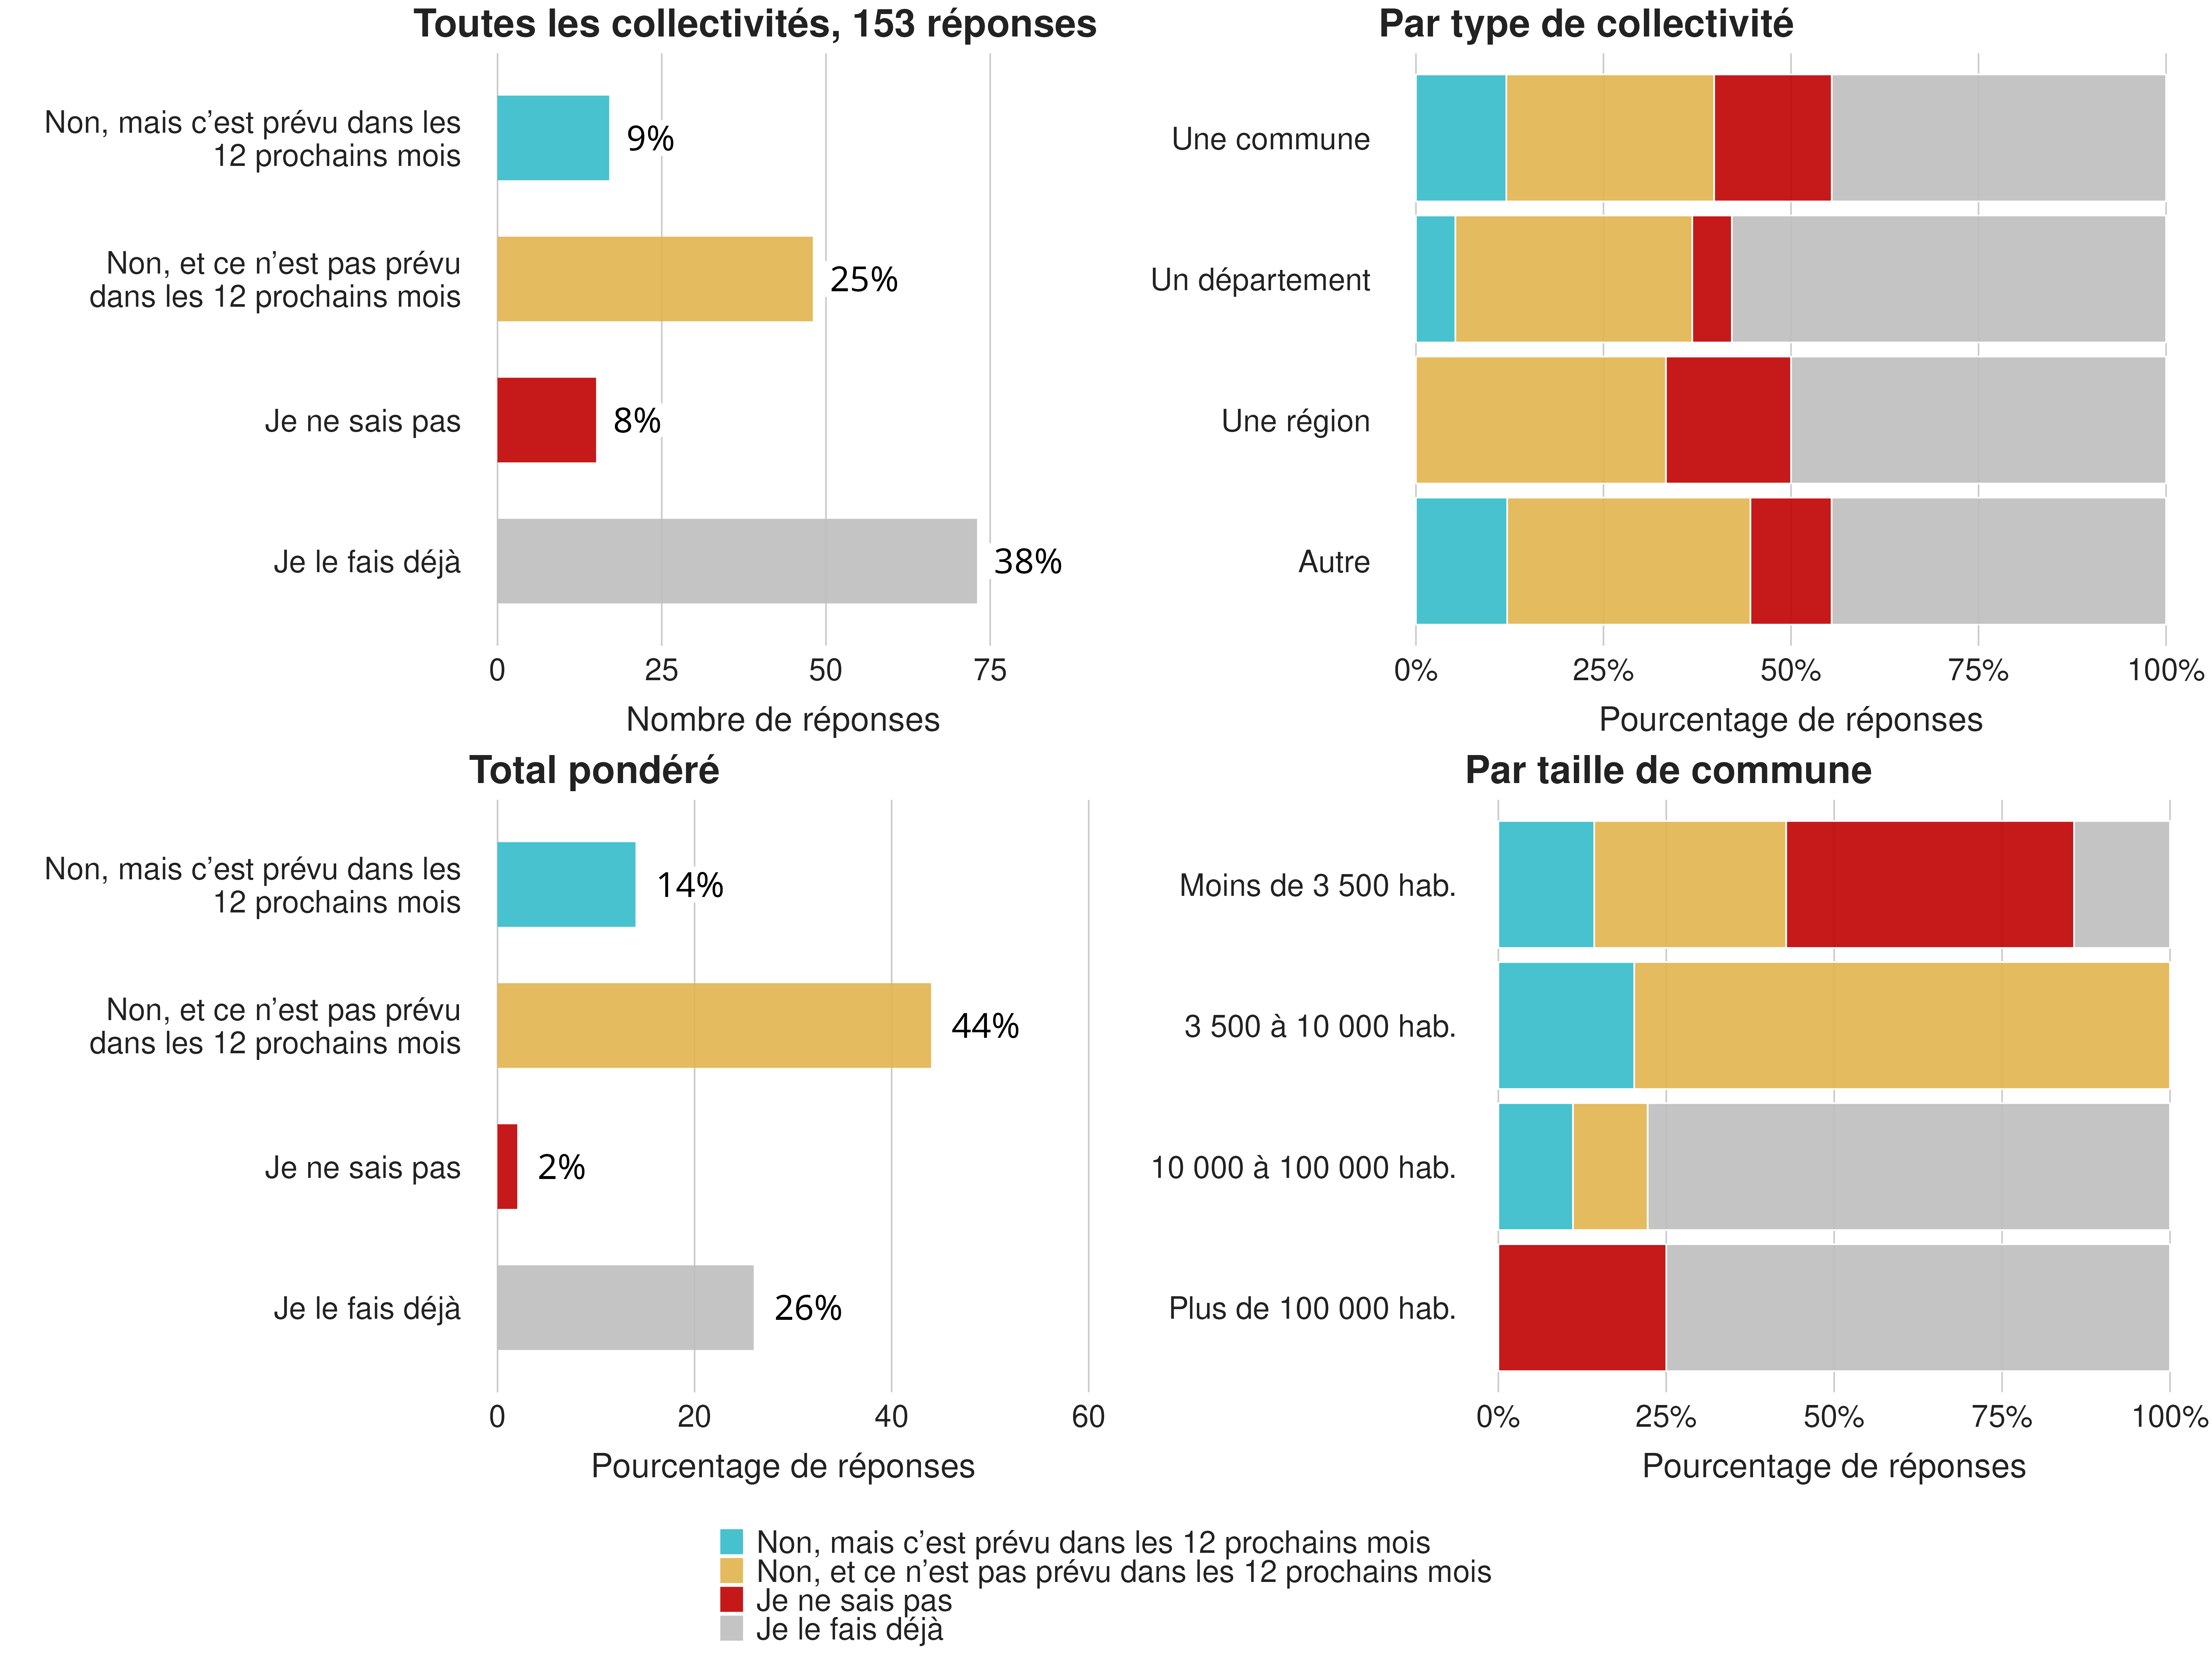 Toutes les collectivités, 153 réponses
Non, mais c’est prévu dans les
12 prochains mois
9%
Non, et ce n’est pas prévu
dans les 12 prochains mois
25%
Je ne sais pas
8%
Je le fais déjà
38%
0 25 50 75
Nombre de réponses
Par type de collectivité
Une commune
Un département
Une région
Autre
0% 25% 50% 75% 100%
Pourcentage de réponses
Total pondéré
Non, mais c’est prévu dans les
12 prochains mois
14%
Non, et ce n’est pas prévu
dans les 12 prochains mois
44%
Je ne sais pas
2%
Je le fais déjà
26%
0 20 40 60
Pourcentage de réponses
Par taille de commune
Moins de 3 500 hab.
3 500 à 10 000 hab.
10 000 à 100 000 hab.
Plus de 100 000 hab.
0% 25% 50% 75% 100%
Pourcentage de réponses
Non, mais c’est prévu dans les 12 prochains mois
Non, et ce n’est pas prévu dans les 12 prochains mois
Je ne sais pas
Je le fais déjà